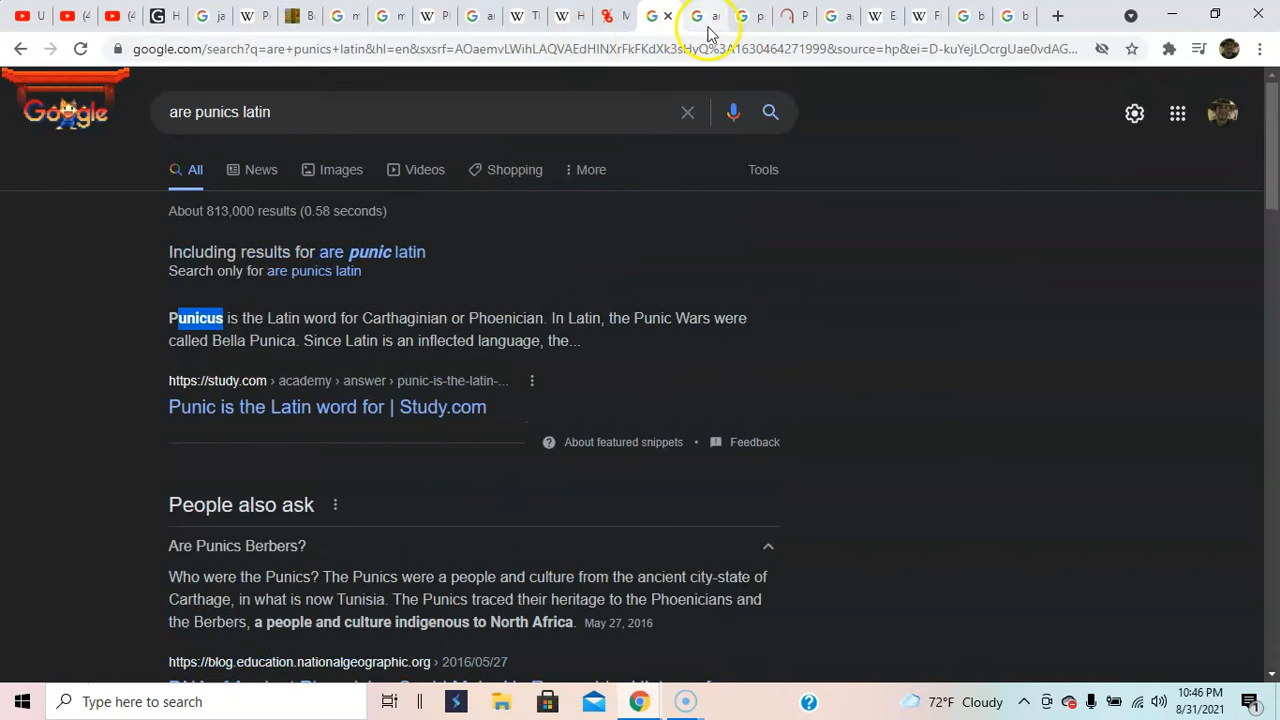 (4
(4
H
ja
B
m
P
m
P
ar
Tl
H
M
ar
p
P
a
E
F
b
b
google.com/search?q=are+punics+latin&hl=en&sxsrf=AOaemvLWWnLAQVAEdHINXrFkFKdXk3sHyQ%3A1630464271999&source=hp&ei=D-kuYejLOcrgUae0vdAG...
Google
are punics latin
All News Images Videos Shopping More Tools
About 813,000 results (0.58 seconds)
Including results for are punic latin
Search only for are punics latin
Punicus is the Latin word for Carthaginian or Phoenician. In Latin, the Punic Wars were
called Bella Punica. Since Latin is an inflected language, the...
https://study.com › academy › answer › punic-is-the-latin-...
Punic is the Latin word for | Study.com
About featured snippets • Feedback
People also ask
Are Punics Berbers?
Who were the Punics? The Punics were a people and culture from the ancient city-state of
Carthage, in what is now Tunisia. The Punics traced their heritage to the Phoenicians and
the Berbers, a people and culture indigenous to North Africa. May 27, 2016
https://blog.education.nationalgeographic.org › 2016/05/27
Type here to search
72°F Cloudy
10:46 PM
8/31/2021